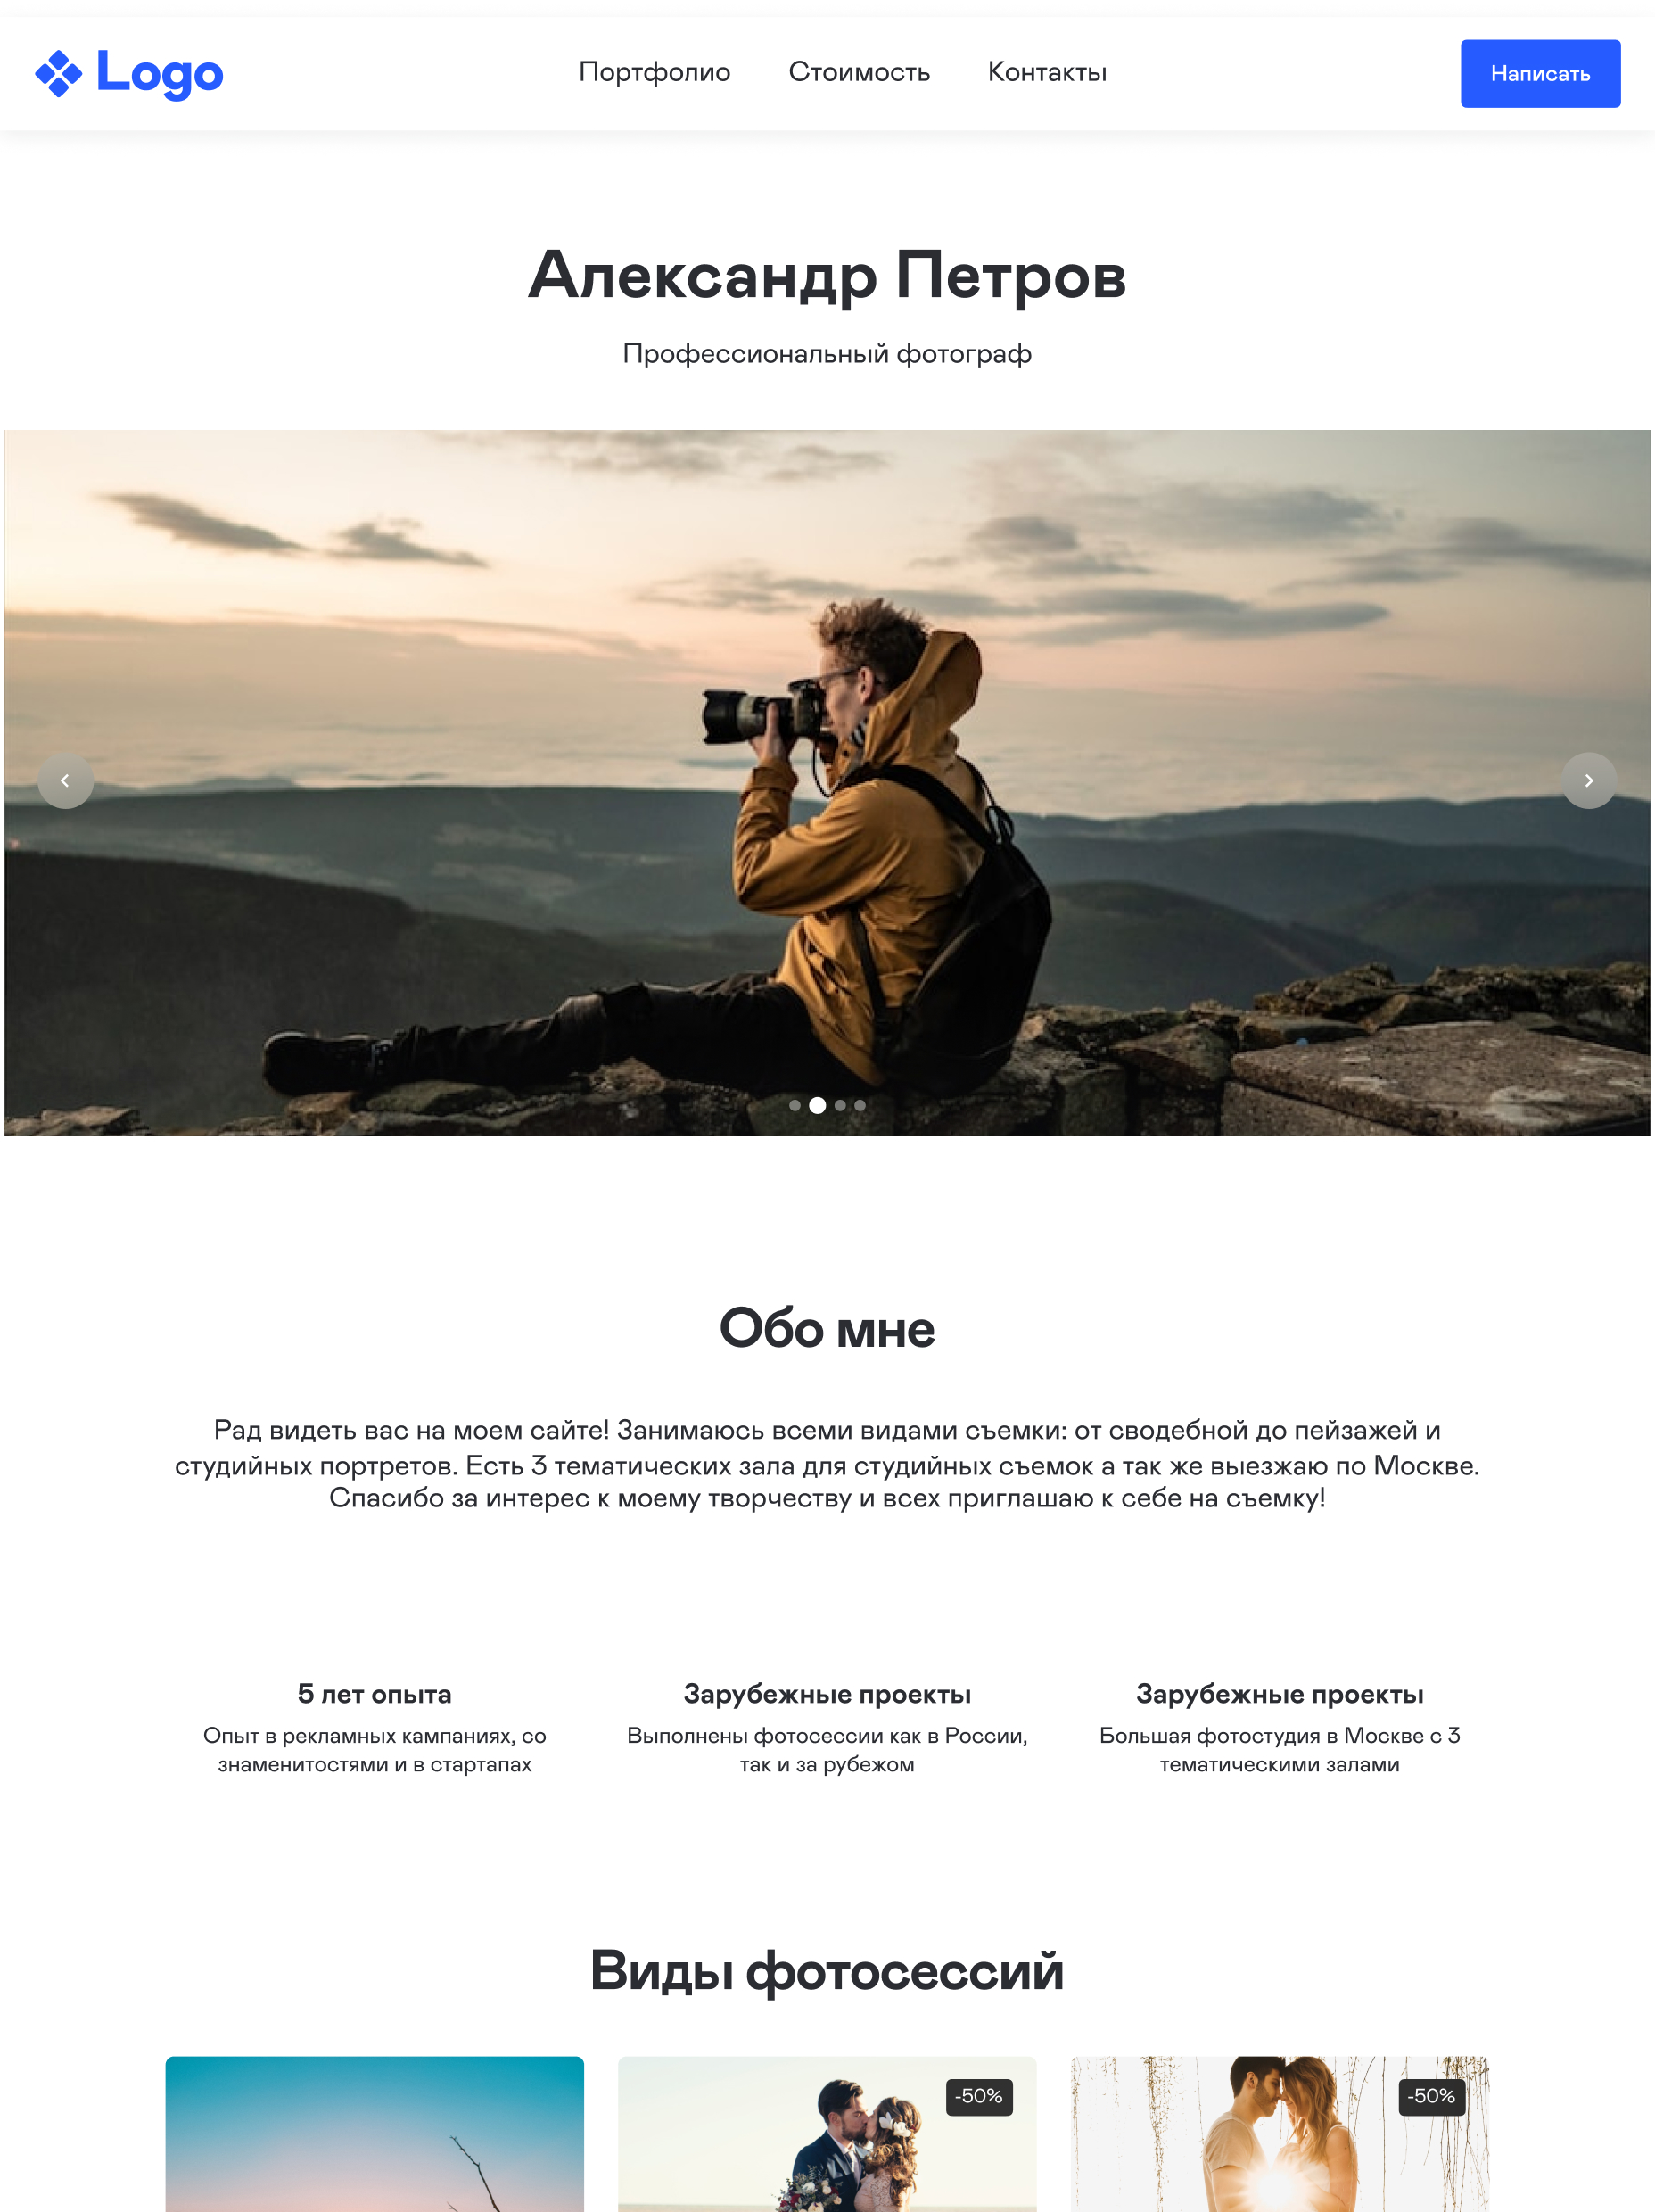 Logo
Портфолио
Стоимость
Контакты
Написать
Александр Петров
Профессиональный фотограф
Обо мне
Рад видеть вас на моем сайте! Занимаюсь всеми видами съемки: от сводебной до пейзажей и
студийных портретов. Есть 3 тематических зала для студийных съемок а так же выезжаю по Москве.
Спасибо за интерес к моему творчеству и всех приглашаю к себе на съемку!
5 лет опыта
Опыт в рекламных кампаниях, со
знаменитостями и в стартапах
Зарубежные проекты
Выполнены фотосессии как в России,
так и за рубежом
Зарубежные проекты
Большая фотостудия в Москве с 3
тематическими залами
Виды фотосессий
-50%
-50%